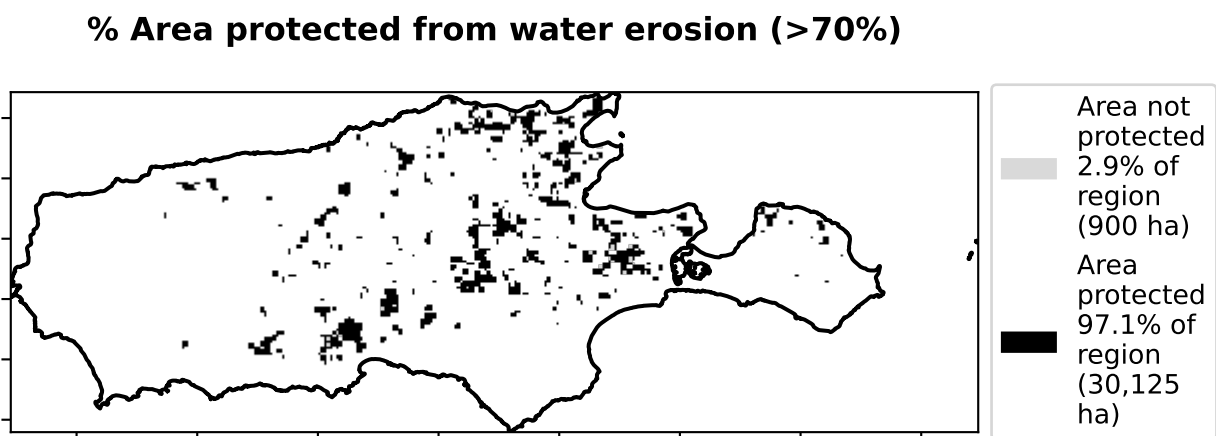 % Area protected from water erosion (>70%)
Area not
protected
2.9% of
region
(900 ha)
Area
protected
97.1% of
region
(30,125
ha)